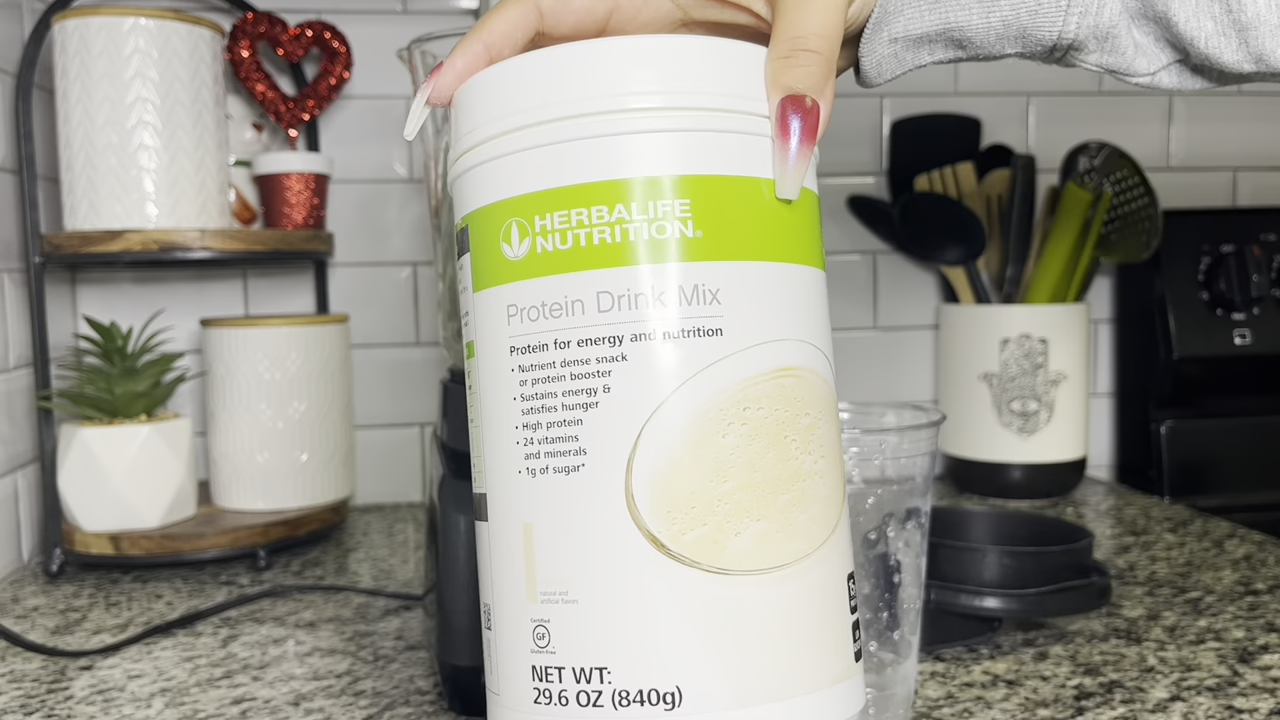 HERBALIFE
NUTRITION®
Protein Drink Mix
Protein for energy and nutrition
• Nutrient dense snack
or protein booster
• Sustains energy &
satisfies hunger
• High protein
• 24 vitamins
and minerals
• 1g of sugar*
natural and
artificial flavors
Certified
GF
Gluten-Free
NET WT:
29.6 OZ (840g)